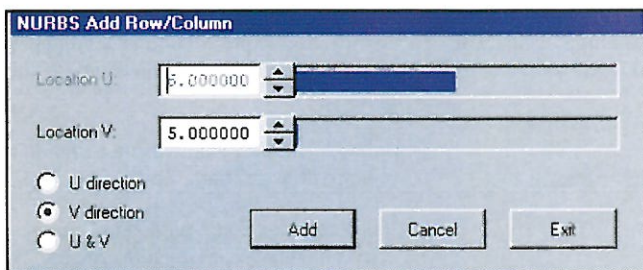 NURBS Add Row/Column
Location U: 5.000000
Location V: 5.000000
U direction
V direction
U & V
Add Cancel Exit